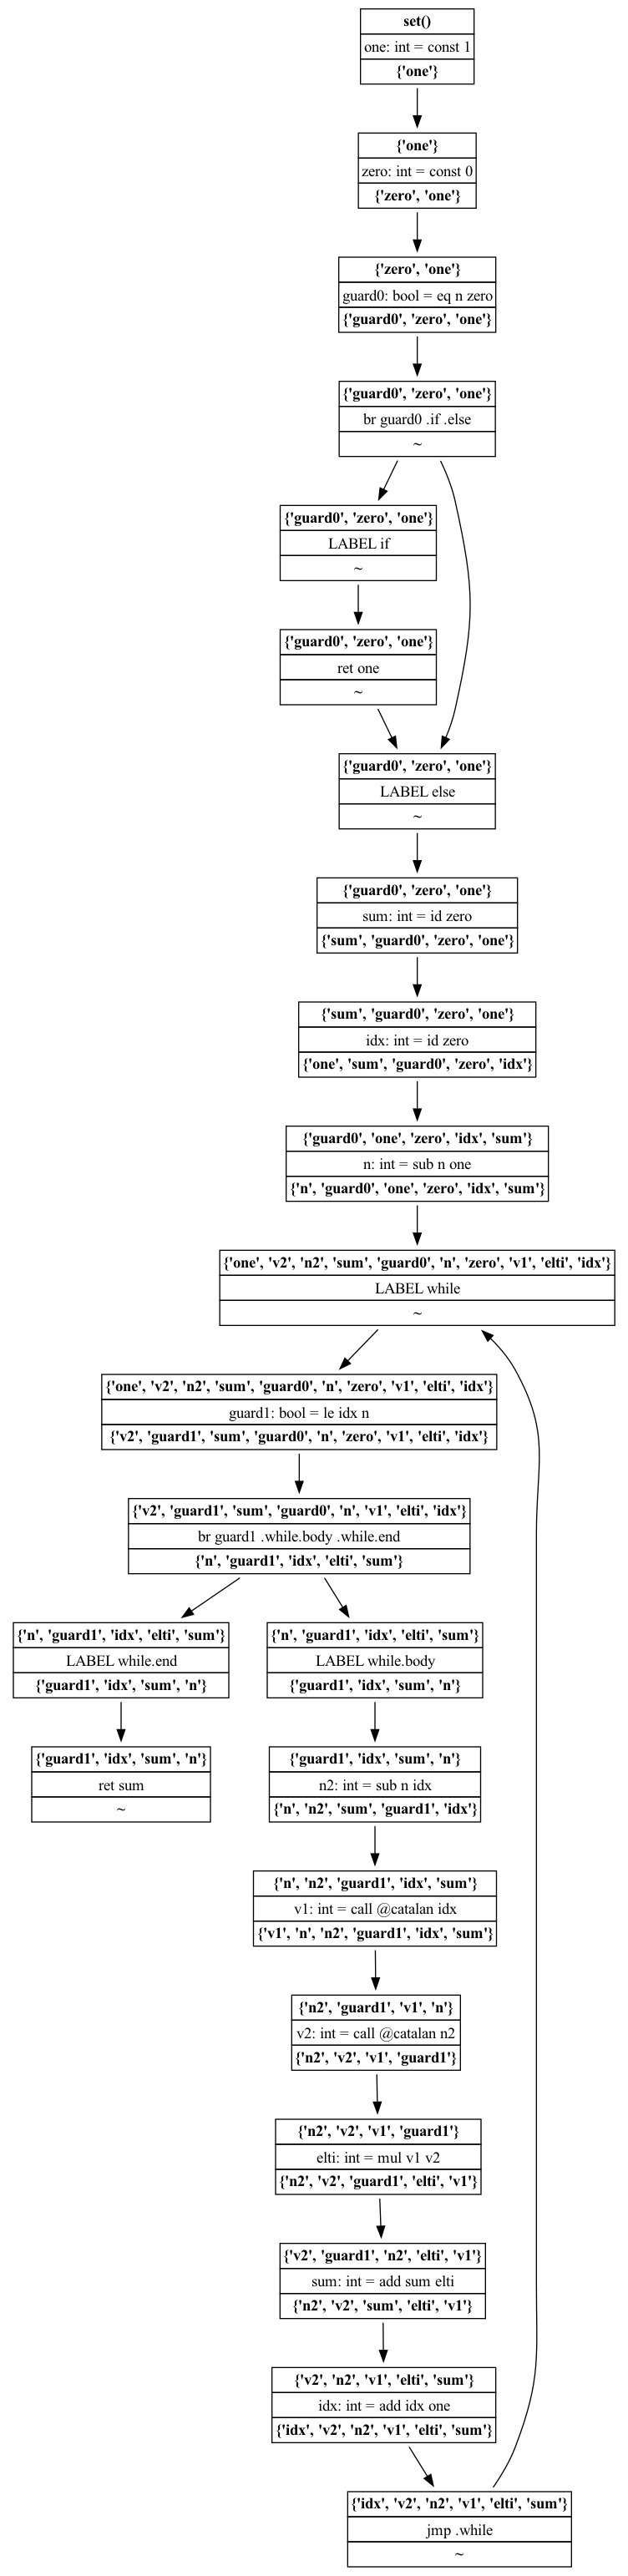 set()
one: int = const 1
{'one'}
{'one'}
zero: int = const 0
{'zero', 'one'}
{'zero', 'one'}
guard0: bool = eq n zero
{'guard0', 'zero', 'one'}
{'guard0', 'zero', 'one'}
br guard0 .if .else
~
{'guard0', 'zero', 'one'}
LABEL if
~
{'guard0', 'zero', 'one'}
ret one
~
{'guard0', 'zero', 'one'}
LABEL else
~
{'guard0', 'zero', 'one'}
sum: int = id zero
{'sum', 'guard0', 'zero', 'one'}
{'sum', 'guard0', 'zero', 'one'}
idx: int = id zero
{'one', 'sum', 'guard0', 'zero', 'idx'}
{'guard0', 'one', 'zero', 'idx', 'sum'}
n: int = sub n one
{'n', 'guard0', 'one', 'zero', 'idx', 'sum'}
{'one', 'v2', 'n2', 'sum', 'guard0', 'n', 'zero', 'v1', 'elti', 'idx'}
LABEL while
~
{'one', 'v2', 'n2', 'sum', 'guard0', 'n', 'zero', 'v1', 'elti', 'idx'}
guard1: bool = le idx n
{'v2', 'guard1', 'sum', 'guard0', 'n', 'zero', 'v1', 'elti', 'idx'}
{'v2', 'guard1', 'sum', 'guard0', 'n', 'v1', 'elti', 'idx'}
br guard1 .while.body .while.end
{'n', 'guard1', 'idx', 'elti', 'sum'}
{'n', 'guard1', 'idx', 'elti', 'sum'}
LABEL while.end
{'guard1', 'idx', 'sum', 'n'}
{'n', 'guard1', 'idx', 'elti', 'sum'}
LABEL while.body
{'guard1', 'idx', 'sum', 'n'}
{'guard1', 'idx', 'sum', 'n'}
ret sum
~
{'guard1', 'idx', 'sum', 'n'}
n2: int = sub n idx
{'n', 'n2', 'sum', 'guard1', 'idx'}
{'n', 'n2', 'guard1', 'idx', 'sum'}
v1: int = call @catalan idx
{'v1', 'n', 'n2', 'guard1', 'idx', 'sum'}
{'n2', 'guard1', 'v1', 'n'}
v2: int = call @catalan n2
{'n2', 'v2', 'v1', 'guard1'}
{'n2', 'v2', 'v1', 'guard1'}
elti: int = mul v1 v2
{'n2', 'v2', 'guard1', 'elti', 'v1'}
{'v2', 'guard1', 'n2', 'elti', 'v1'}
sum: int = add sum elti
{'n2', 'v2', 'sum', 'elti', 'v1'}
{'v2', 'n2', 'v1', 'elti', 'sum'}
idx: int = add idx one
{'idx', 'v2', 'n2', 'v1', 'elti', 'sum'}
{'idx', 'v2', 'n2', 'v1', 'elti', 'sum'}
jmp .while
~